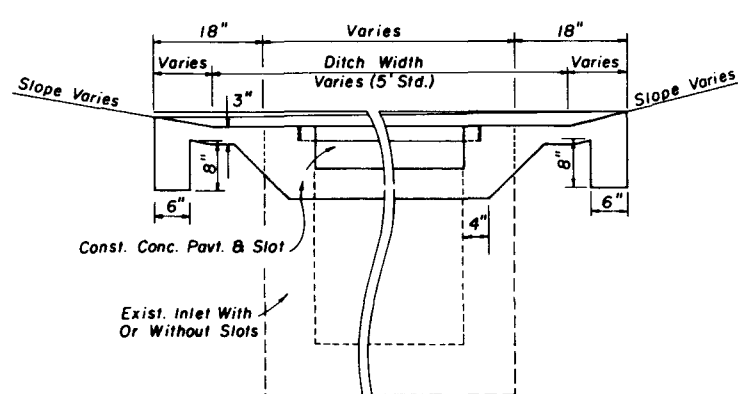 18" Varies 18"
Varies Ditch Width Varies
Varies (5' Std.)
Slope Varies
Slope Varies
3"
8"
8"
6"
6"
4"
Const. Conc. Pavt. & Slot
Exist. Inlet With
Or Without Slots